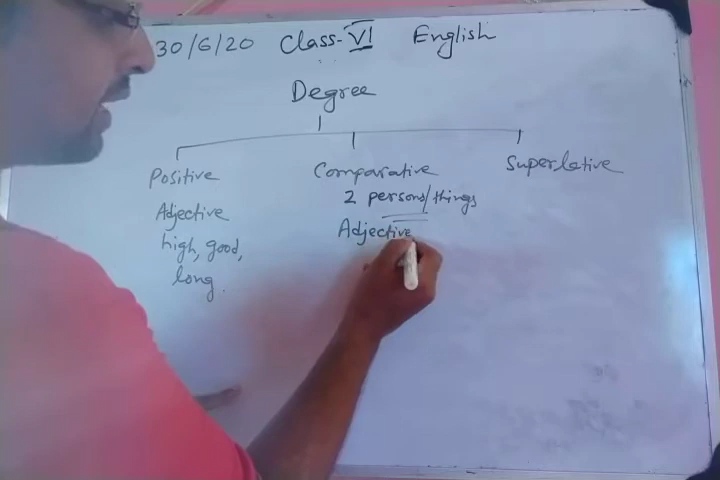 30/6/20 Class-VI English
Degree
Positive Comparative Superlative
2 persons/things
Adjective Adjective
high, good,
long.